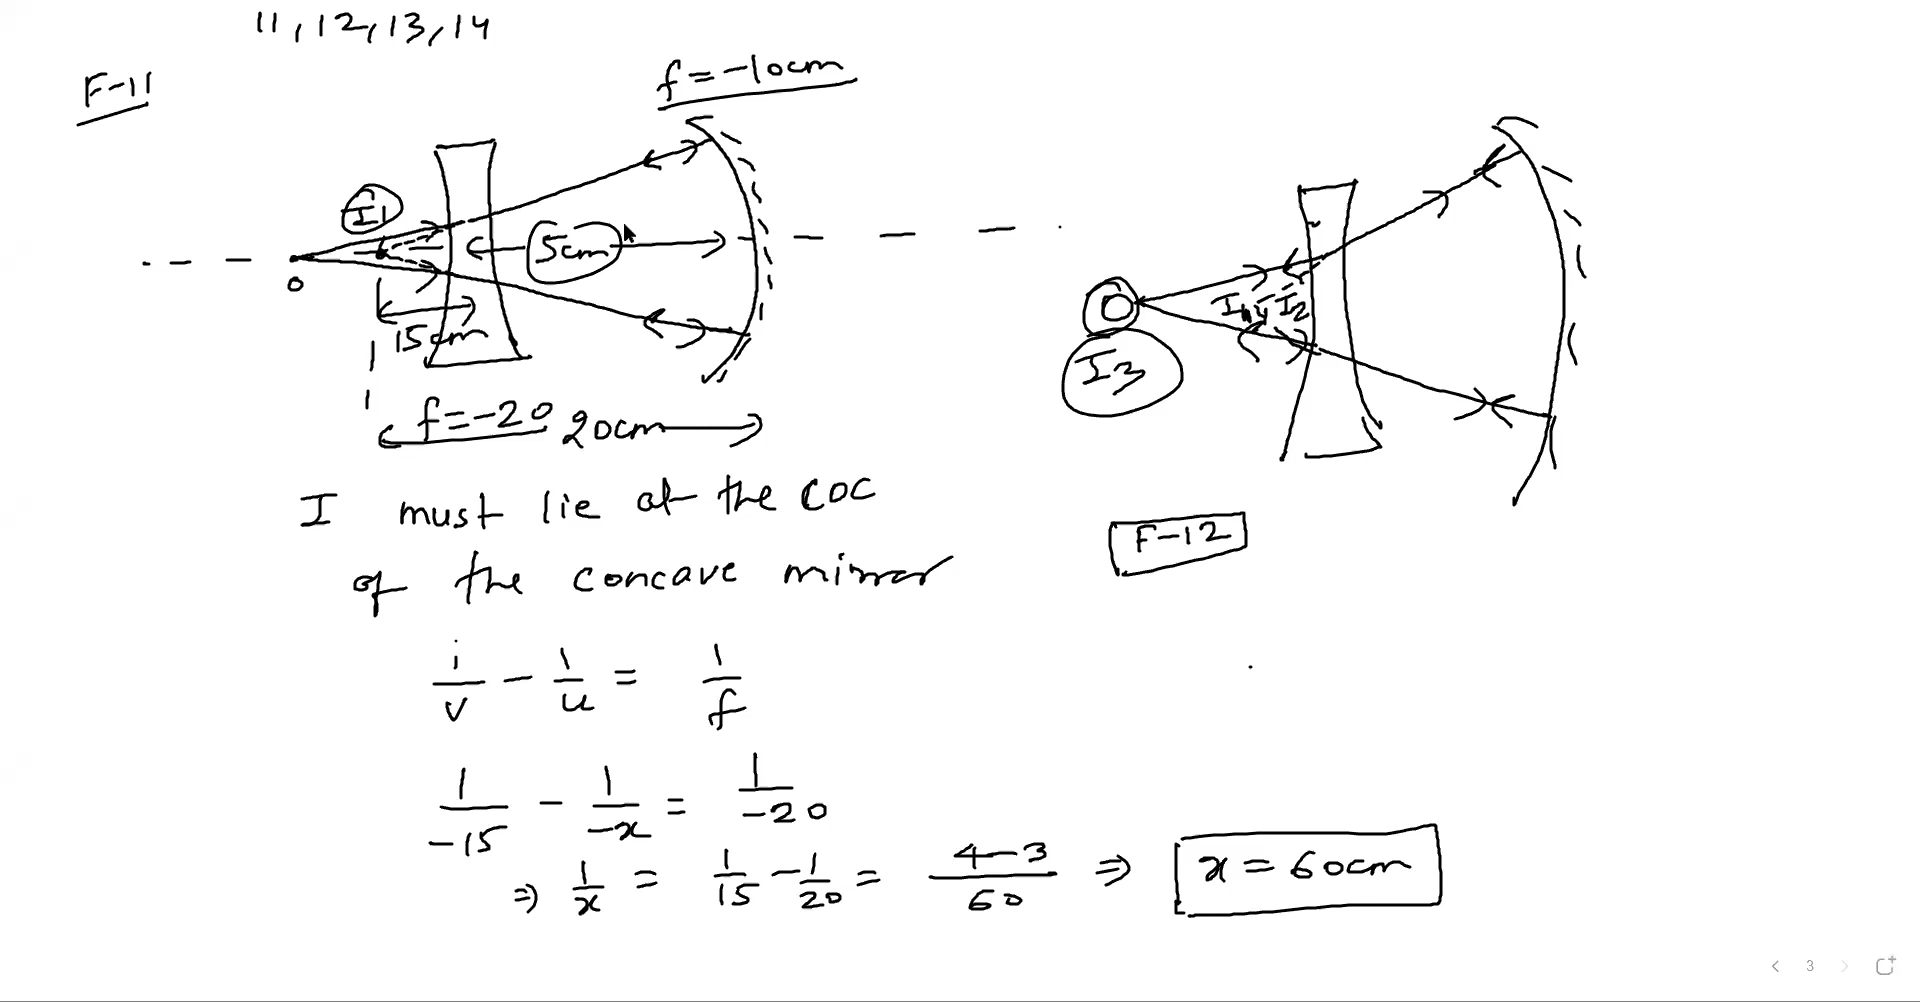 11, 12, 13, 14
F-11
f = -10cm
I1
5cm
O
15cm
f = -20
20cm
O
I2
I3
I must lie at the COC
of the concave mirror
F-12
1/v - 1/u = 1/f
1/-15 - 1/-x = 1/-20
⇒ 1/x = 1/15 - 1/20 = 4-3/60 ⇒ x = 60cm
3